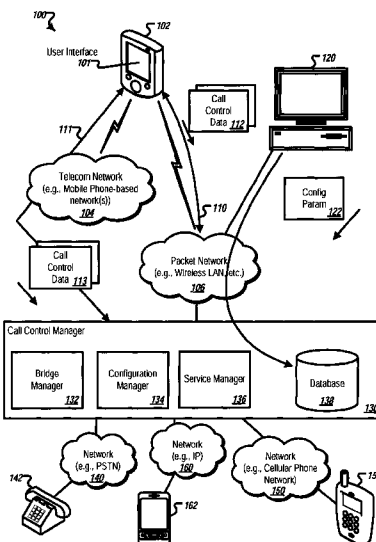 100
102
User Interface
101
120
111
Call
Control
Data 112
Telecom Network
(e.g., Mobile Phone-based
network(s))
104
110
Config
Param
122
Call
Control
Data 113
Packet Network
(e.g., Wireless LAN, etc.)
106
Call Control Manager
Bridge
Manager
132
Configuration
Manager
134
Service Manager
136
Database
138
130
Network
(e.g., PSTN)
140
Network
(e.g., IP)
160
Network
(e.g., Cellular Phone
Network)
150
142
162